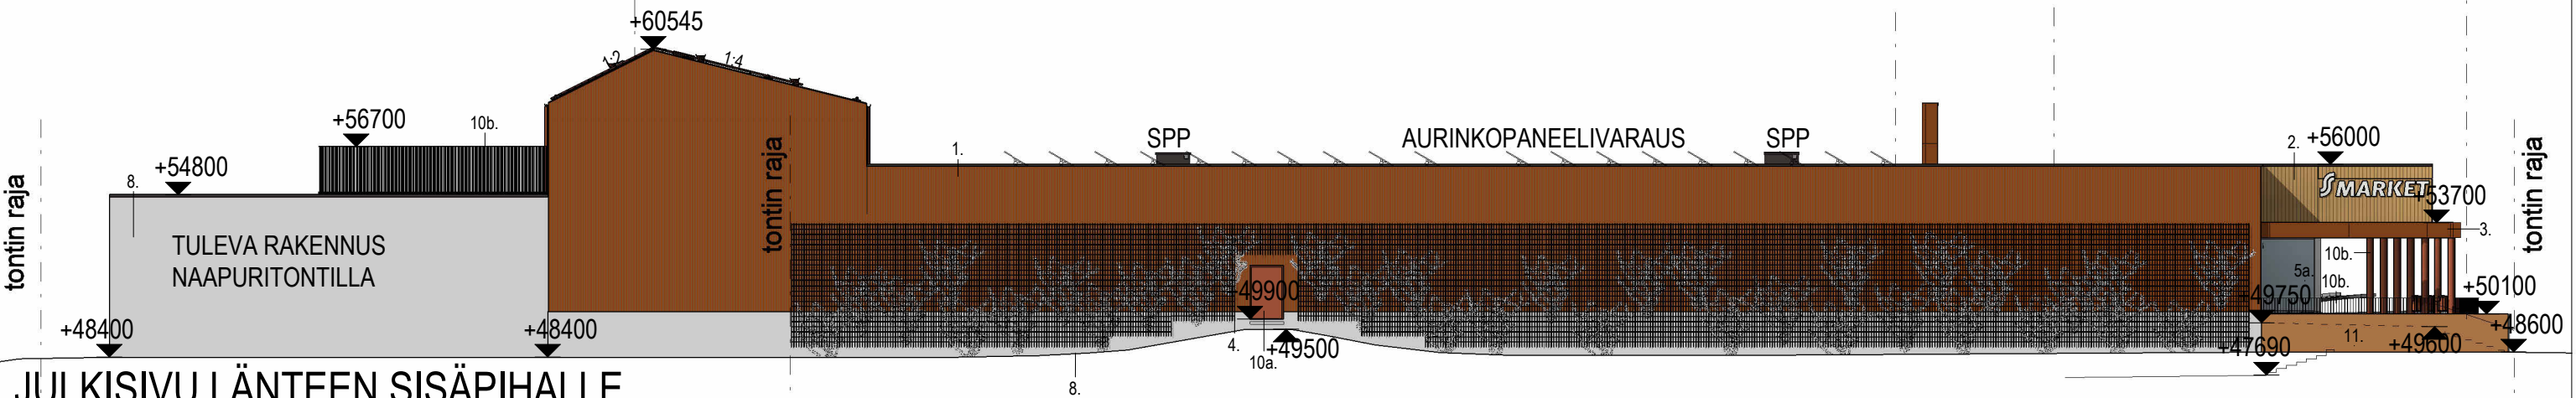 +60545
1:2
1:4
+56700
10b.
+54800
8.
tontin raja
TULEVA RAKENNUS
NAAPURITONTILLA
+48400
+48400
tontin raja
1.
SPP
AURINKOPANEELIVARAUS
SPP
2.
+56000
S MARKET
+53700
3.
tontin raja
10b.
5a.
10b.
+50100
+49900
+49750
+48600
4.
+49500
10a.
8.
11.
+49600
+47690
JULKISIVU LÄNTEEN SISÄPIHALLE